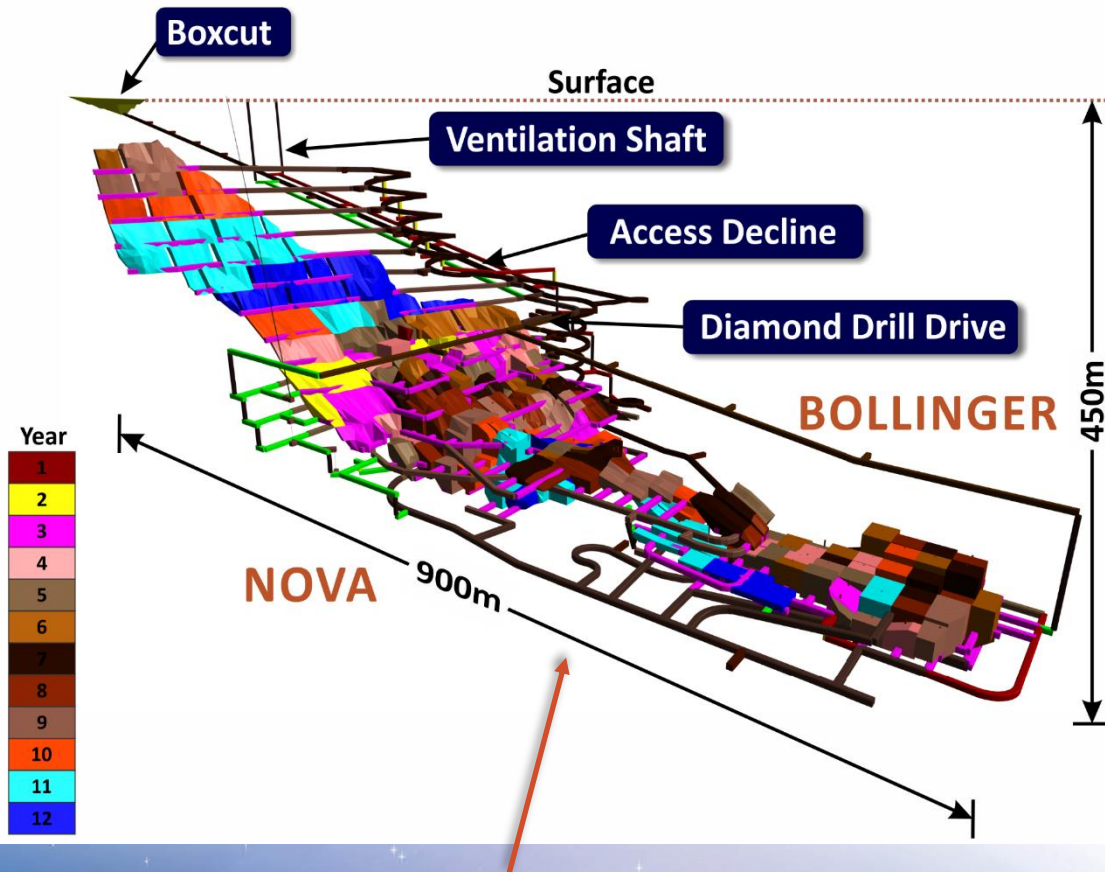 Boxcut
Surface
Ventilation Shaft
Access Decline
Diamond Drill Drive
BOLLINGER
450m
NOVA
900m
Year
1
2
3
4
5
6
7
8
9
10
11
12